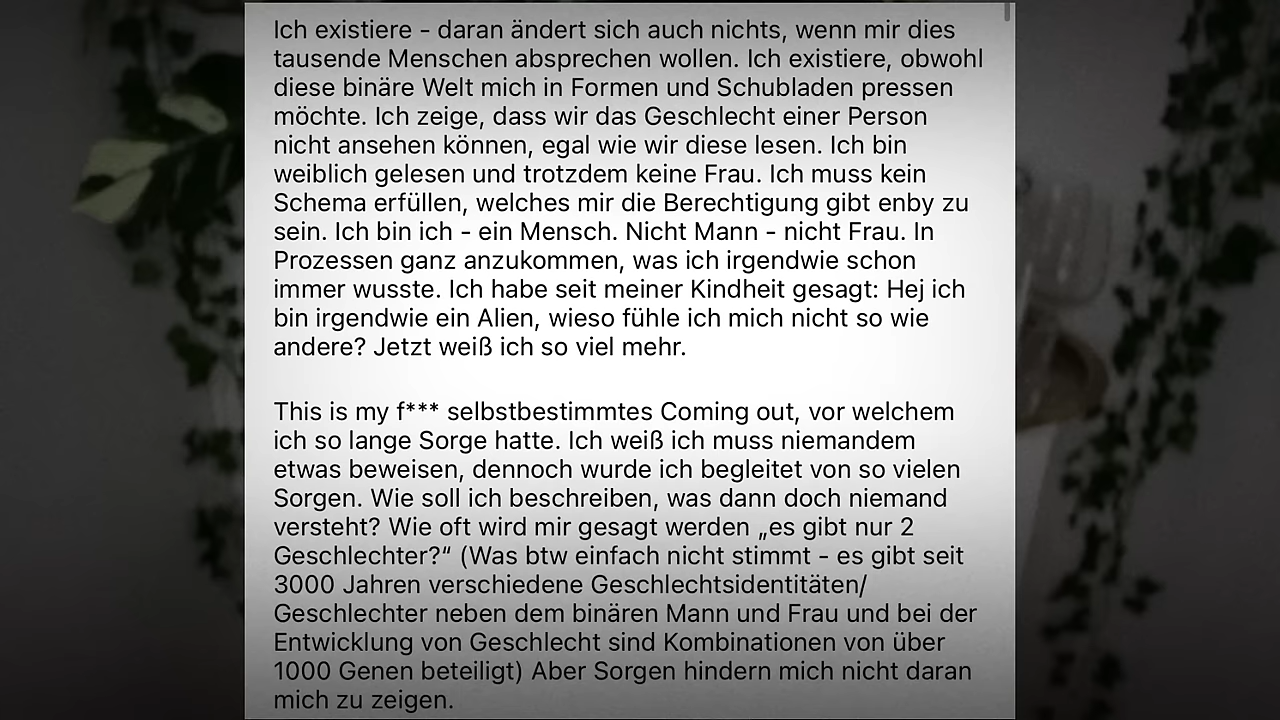 Ich existiere - daran ändert sich auch nichts, wenn mir dies
tausende Menschen absprechen wollen. Ich existiere, obwohl
diese binäre Welt mich in Formen und Schubladen pressen
möchte. Ich zeige, dass wir das Geschlecht einer Person
nicht ansehen können, egal wie wir diese lesen. Ich bin
weiblich gelesen und trotzdem keine Frau. Ich muss kein
Schema erfüllen, welches mir die Berechtigung gibt enby zu
sein. Ich bin ich - ein Mensch. Nicht Mann - nicht Frau. In
Prozessen ganz anzukommen, was ich irgendwie schon
immer wusste. Ich habe seit meiner Kindheit gesagt: Hej ich
bin irgendwie ein Alien, wieso fühle ich mich nicht so wie
andere? Jetzt weiß ich so viel mehr.
This is my f*** selbstbestimmtes Coming out, vor welchem
ich so lange Sorge hatte. Ich weiß ich muss niemandem
etwas beweisen, dennoch wurde ich begleitet von so vielen
Sorgen. Wie soll ich beschreiben, was dann doch niemand
versteht? Wie oft wird mir gesagt werden „es gibt nur 2
Geschlechter?“ (Was btw einfach nicht stimmt - es gibt seit
3000 Jahren verschiedene Geschlechtsidentitäten/
Geschlechter neben dem binären Mann und Frau und bei der
Entwicklung von Geschlecht sind Kombinationen von über
1000 Genen beteiligt) Aber Sorgen hindern mich nicht daran
mich zu zeigen.